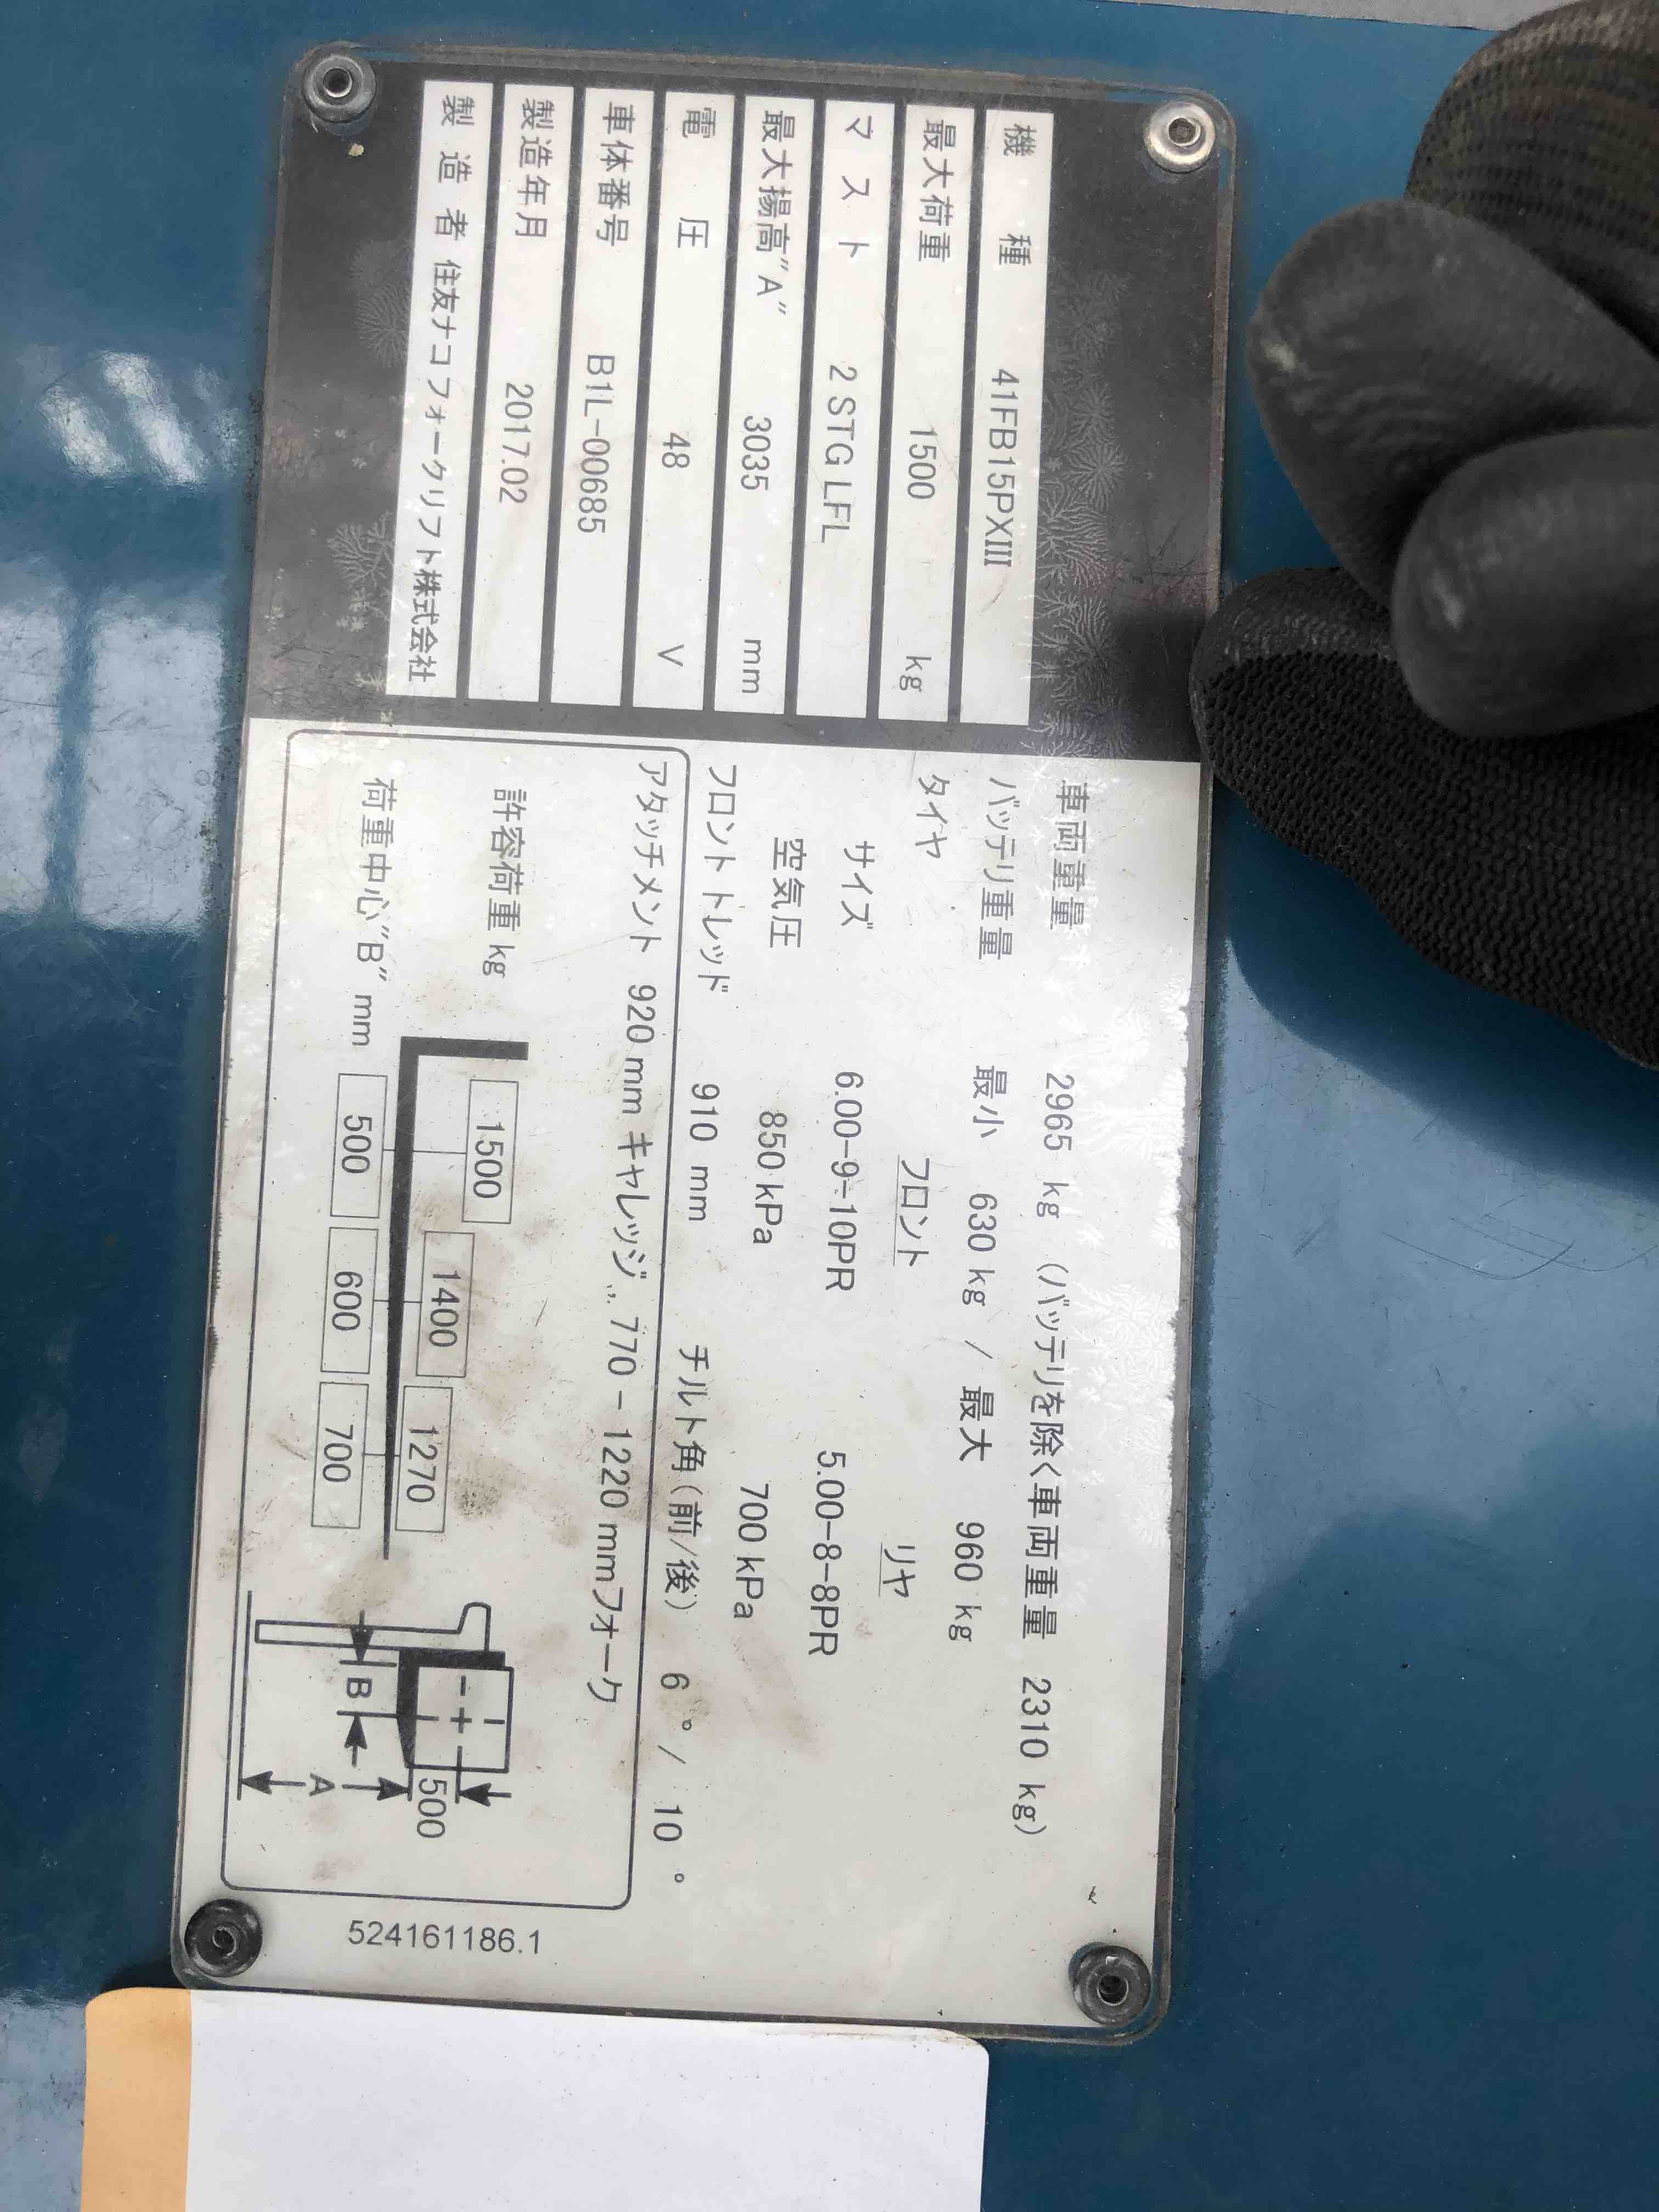 機種 41FB15PXIII
最大荷重 1500 kg
マスト 2 STG LFL
最大揚高"A" 3035 mm
電圧 48 V
車体番号 B1L-00685
製造年月 2017.02
製造者 住友ナコフォークリフト株式会社
車両重量 2965 kg (バッテリを除く車両重量 2310 kg)
バッテリ重量 最小 630 kg / 最大 960 kg
タイヤ フロント リヤ
サイズ 6.00-9-10PR 5.00-8-8PR
空気圧 850 kPa 700 kPa
フロントトレッド 910 mm チルト角(前/後) 6 ° / 10 °
アタッチメント 920 mm キャレッジ,, 770 - 1220 mmフォーク
許容荷重 kg 1500 1400 1270
荷重中心"B" mm 500 600 700
500
B
A
524161186.1